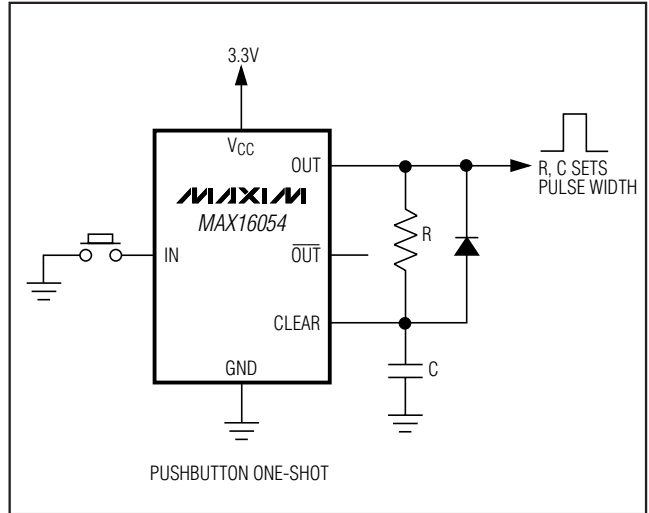 3.3V
VCC
OUT
MAXIM
MAX16054
R, C SETS
PULSE WIDTH
R
IN
OUT
CLEAR
C
GND
PUSHBUTTON ONE-SHOT